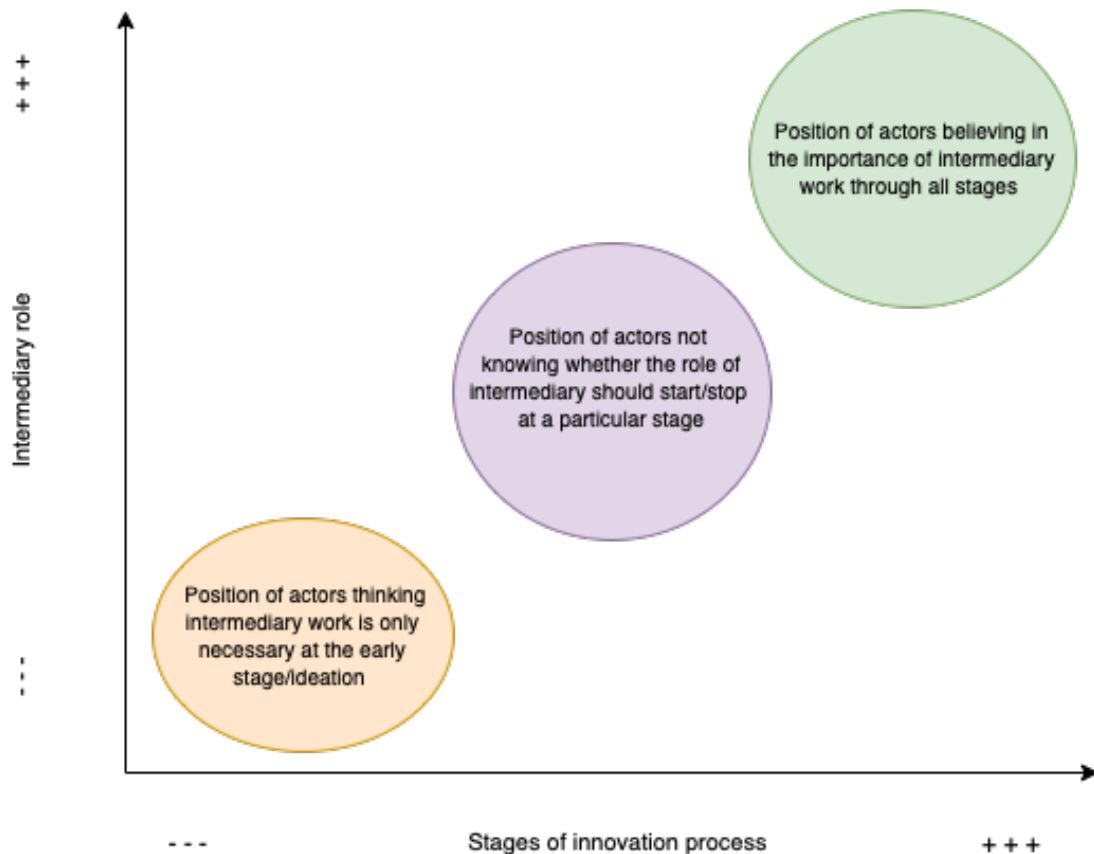 + + +
Position of actors believing in
the importance of intermediary
work through all stages
Intermediary role
Position of actors not
knowing whether the role of
intermediary should start/stop
at a particular stage
Position of actors thinking
intermediary work is only
necessary at the early
stage/ideation
- - -
- - -
Stages of innovation process
+ + +